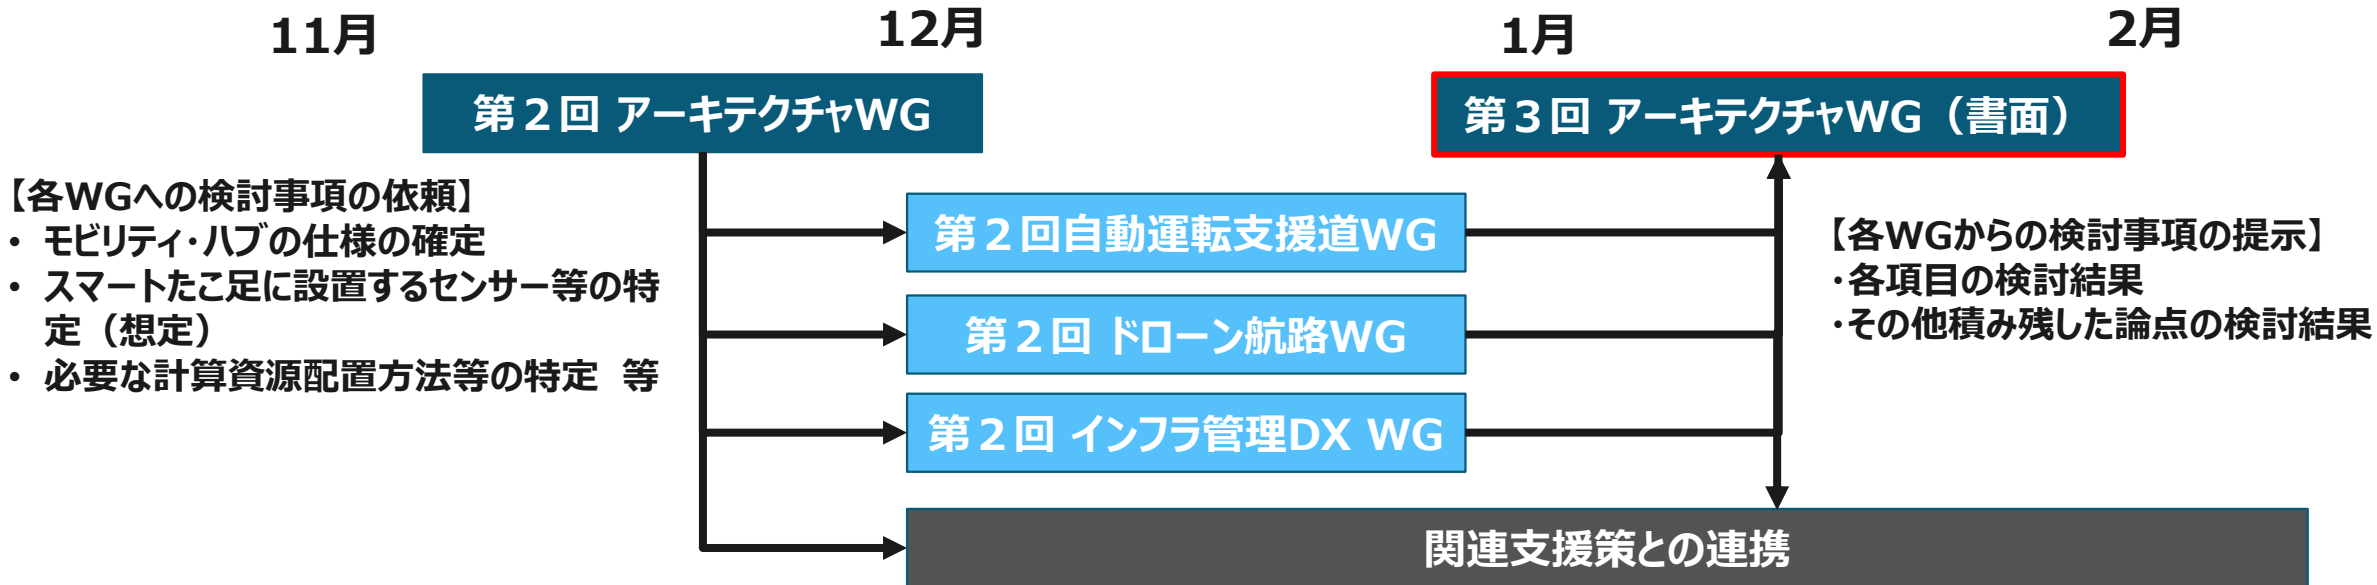 11月
12月
1月
2月
第２回 アーキテクチャWG
第３回 アーキテクチャWG（書面）
【各WGへの検討事項の依頼】
• モビリティ・ハブの仕様の確定
• スマートたこ足に設置するセンサー等の特
定（想定）
• 必要な計算資源配置方法等の特定 等
第２回自動運転支援道WG
第２回 ドローン航路WG
第２回 インフラ管理DX WG
【各WGからの検討事項の提示】
・各項目の検討結果
・その他積み残した論点の検討結果
関連支援策との連携